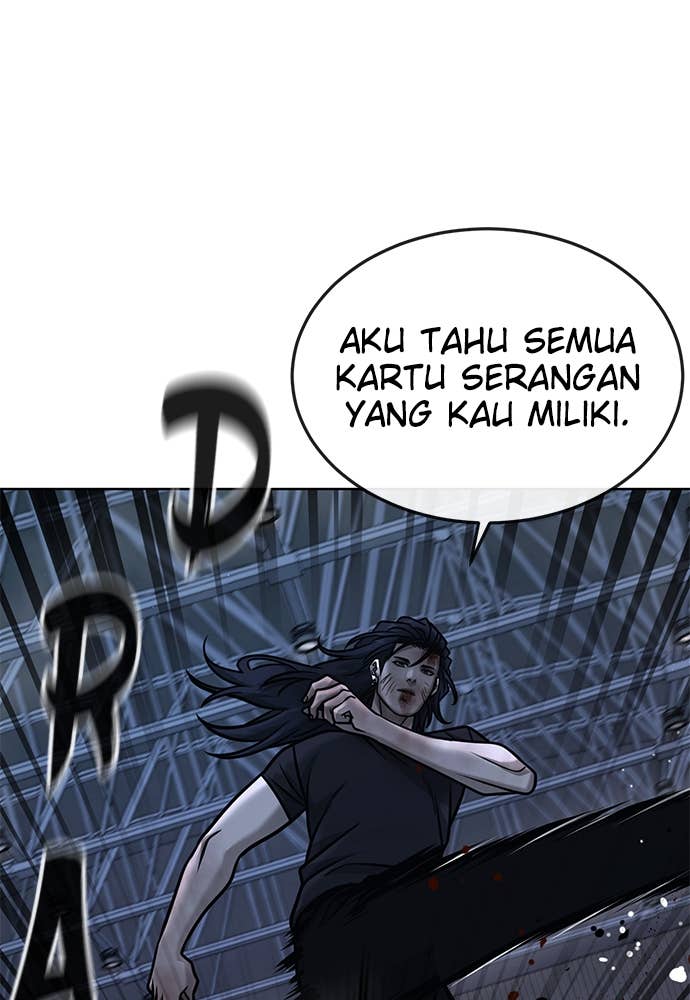 AKU TAHU SEMUA
KARTU SERANGAN
YANG KAU MILIKI.
D
R
A